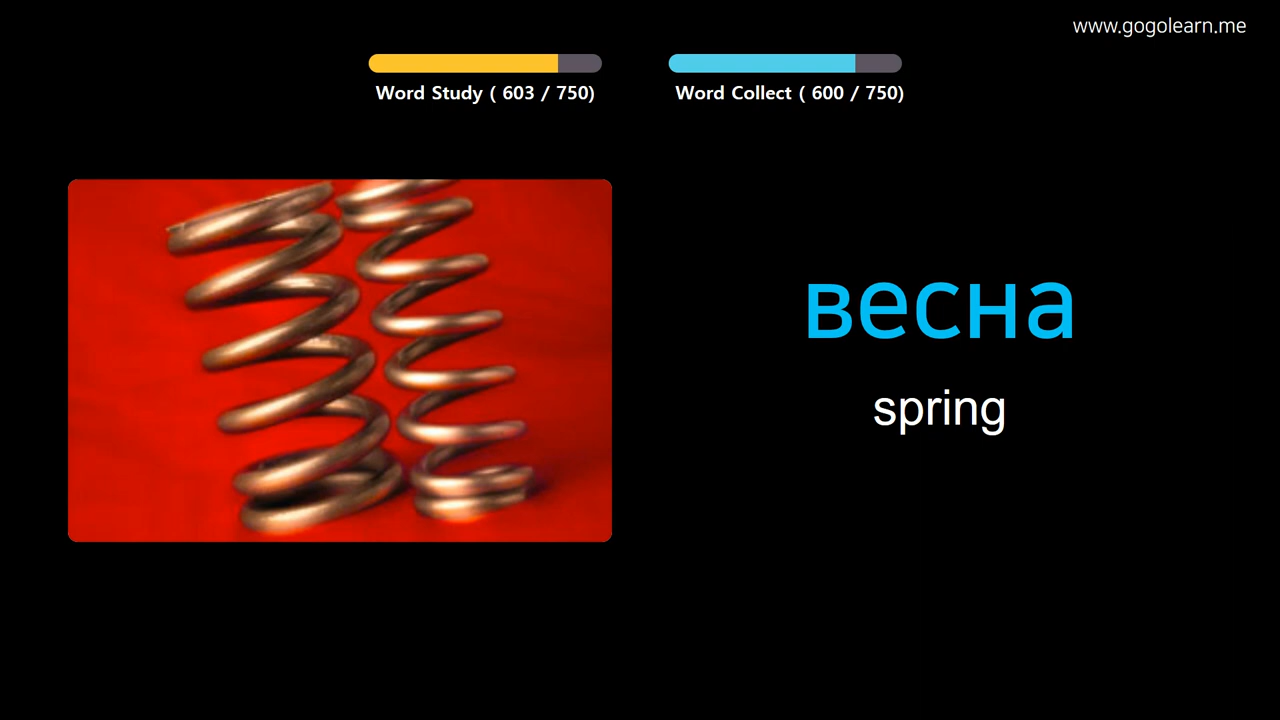 www.gogolearn.me
Word Study ( 603 / 750)
Word Collect ( 600 / 750)
весна
spring